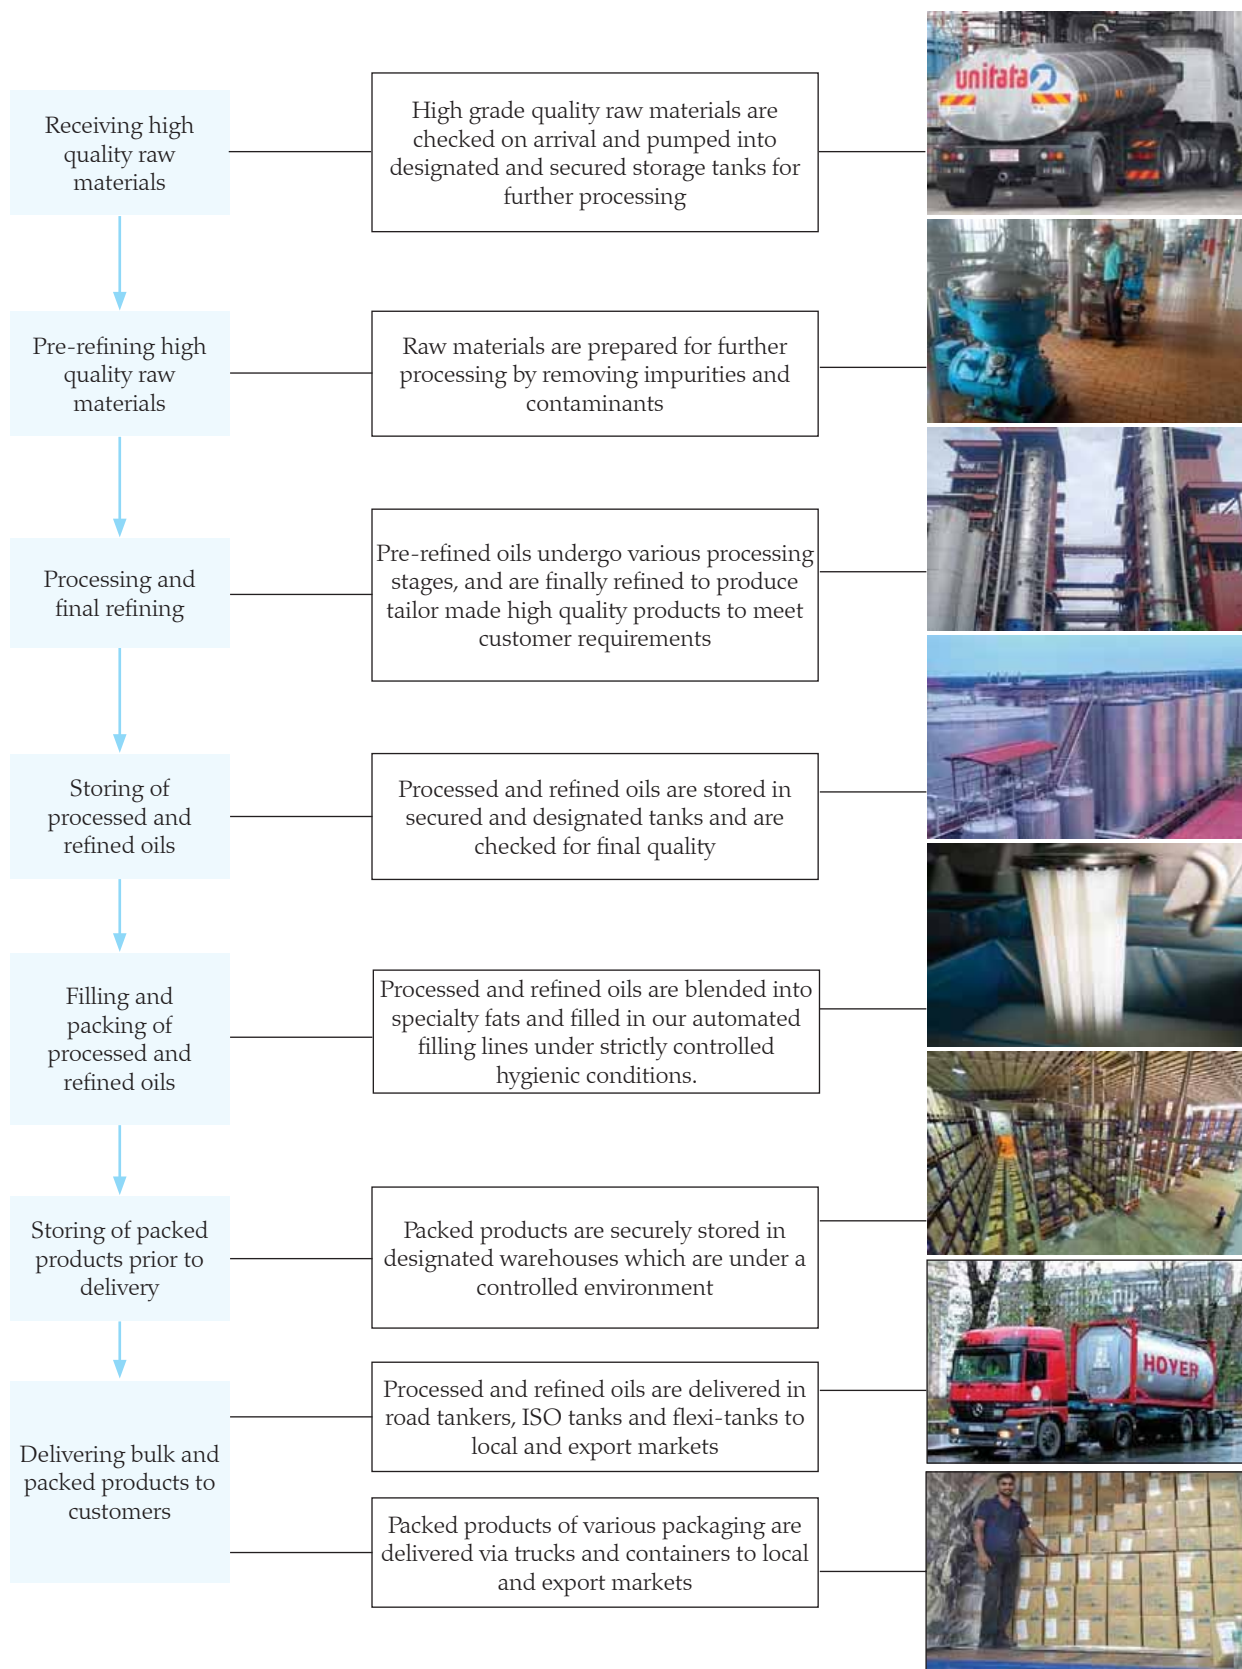 Receiving high
quality raw
materials
High grade quality raw materials are
checked on arrival and pumped into
designated and secured storage tanks for
further processing
unitata
Pre-refining high
quality raw
materials
Raw materials are prepared for further
processing by removing impurities and
contaminants
Processing and
final refining
Pre-refined oils undergo various processing
stages, and are finally refined to produce
tailor made high quality products to meet
customer requirements
Storing of
processed and
refined oils
Processed and refined oils are stored in
secured and designated tanks and are
checked for final quality
Filling and
packing of
processed and
refined oils
Processed and refined oils are blended into
specialty fats and filled in our automated
filling lines under strictly controlled
hygienic conditions.
Storing of packed
products prior to
delivery
Packed products are securely stored in
designated warehouses which are under a
controlled environment
Delivering bulk and
packed products to
customers
Processed and refined oils are delivered in
road tankers, ISO tanks and flexi-tanks to
local and export markets
HOYER
Packed products of various packaging are
delivered via trucks and containers to local
and export markets